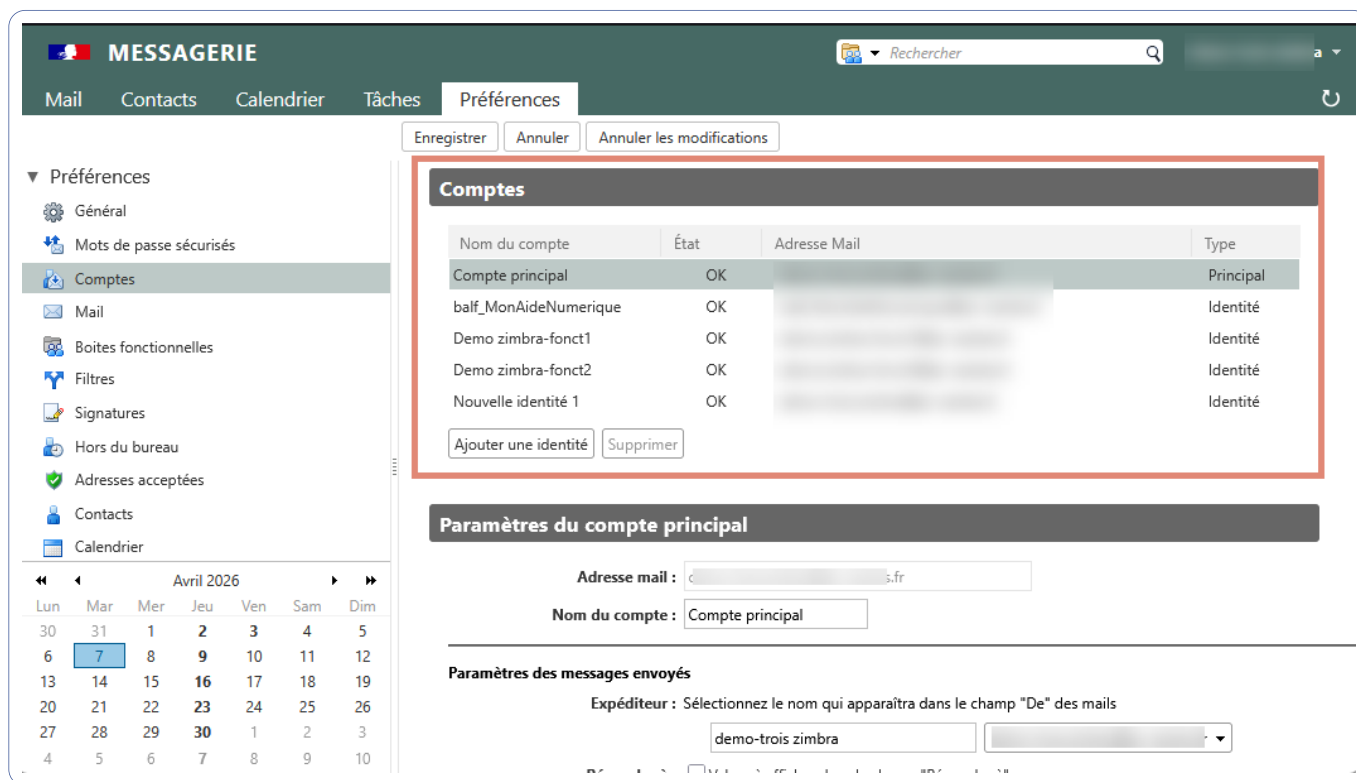 MESSAGERIE
Rechercher
a
Mail Contacts Calendrier Tâches Préférences
Enregistrer Annuler Annuler les modifications
Préférences
Général
Mots de passe sécurisés
Comptes
Mail
Boites fonctionnelles
Filtres
Signatures
Hors du bureau
Adresses acceptées
Contacts
Calendrier
Avril 2026
Lun Mar Mer Jeu Ven Sam Dim
30 31 1 2 3 4 5
6 7 8 9 10 11 12
13 14 15 16 17 18 19
20 21 22 23 24 25 26
27 28 29 30 1 2 3
4 5 6 7 8 9 10
Comptes
Nom du compte État Adresse Mail Type
Compte principal OK Principal
balf_MonAideNumerique OK Identité
Demo zimbra-fonct1 OK Identité
Demo zimbra-fonct2 OK Identité
Nouvelle identité 1 OK Identité
Ajouter une identité Supprimer
Paramètres du compte principal
Adresse mail : s.fr
Nom du compte : Compte principal
Paramètres des messages envoyés
Expéditeur : Sélectionnez le nom qui apparaîtra dans le champ "De" des mails
demo-trois zimbra